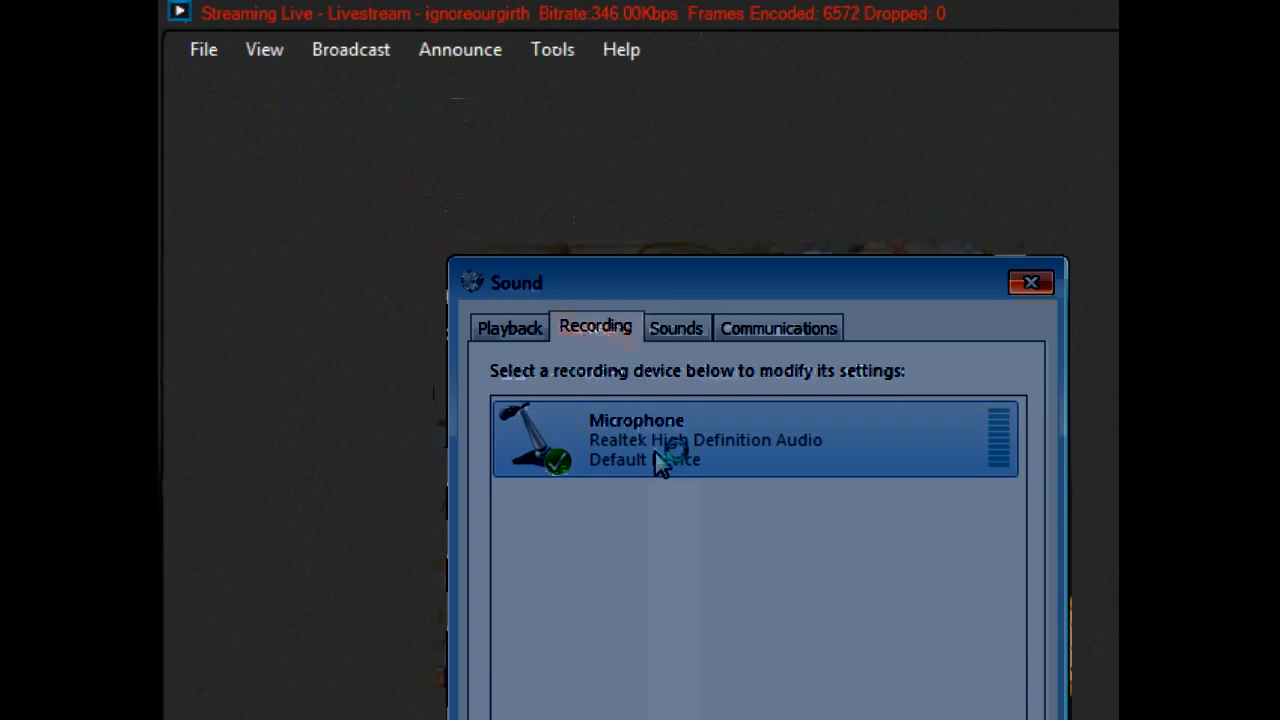 Streaming Live - Livestream - ignoreourgirth Bitrate:346.00Kbps Frames Encoded: 6572 Dropped: 0
File View Broadcast Announce Tools Help
Sound
Playback Recording Sounds Communications
Select a recording device below to modify its settings:
Microphone
Realtek High Definition Audio
Default Device